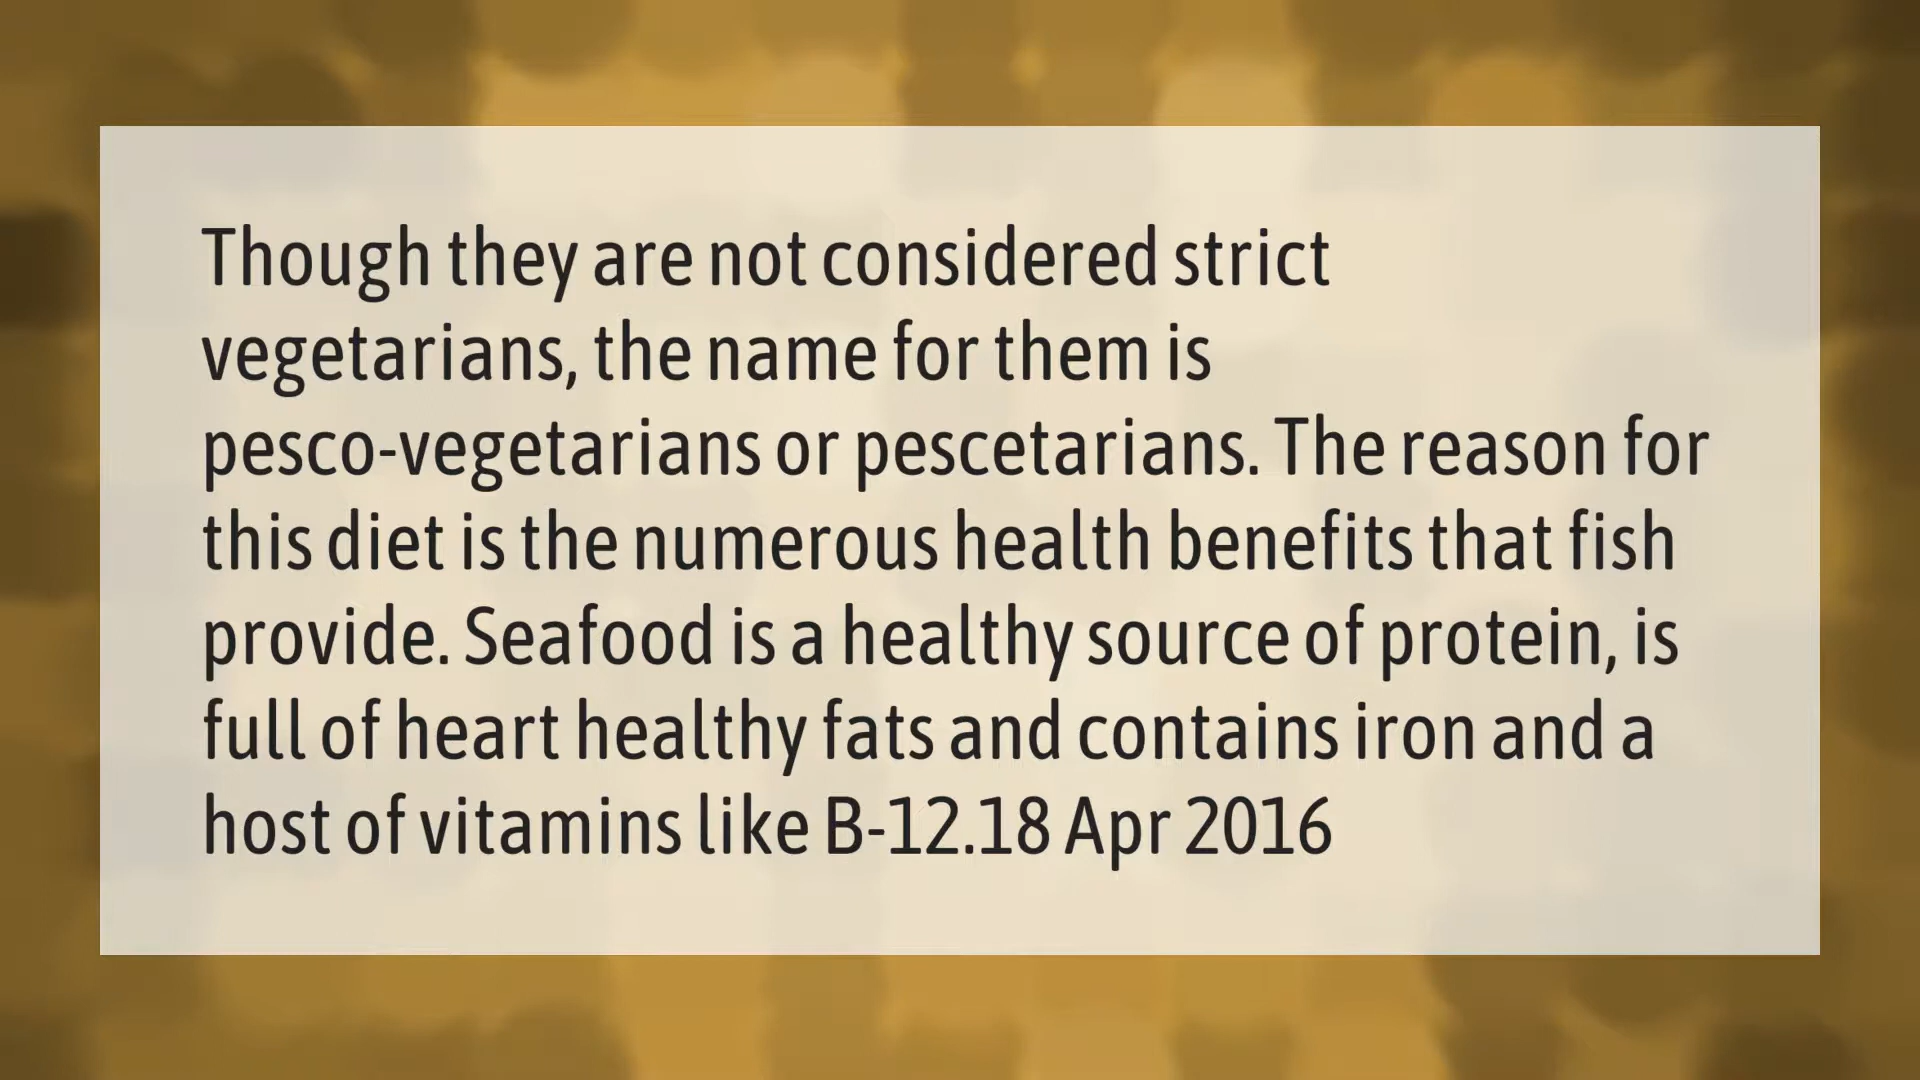 Though they are not considered strict
vegetarians, the name for them is
pesco-vegetarians or pescetarians. The reason for
this diet is the numerous health benefits that fish
provide. Seafood is a healthy source of protein, is
full of heart healthy fats and contains iron and a
host of vitamins like B-12.18 Apr 2016